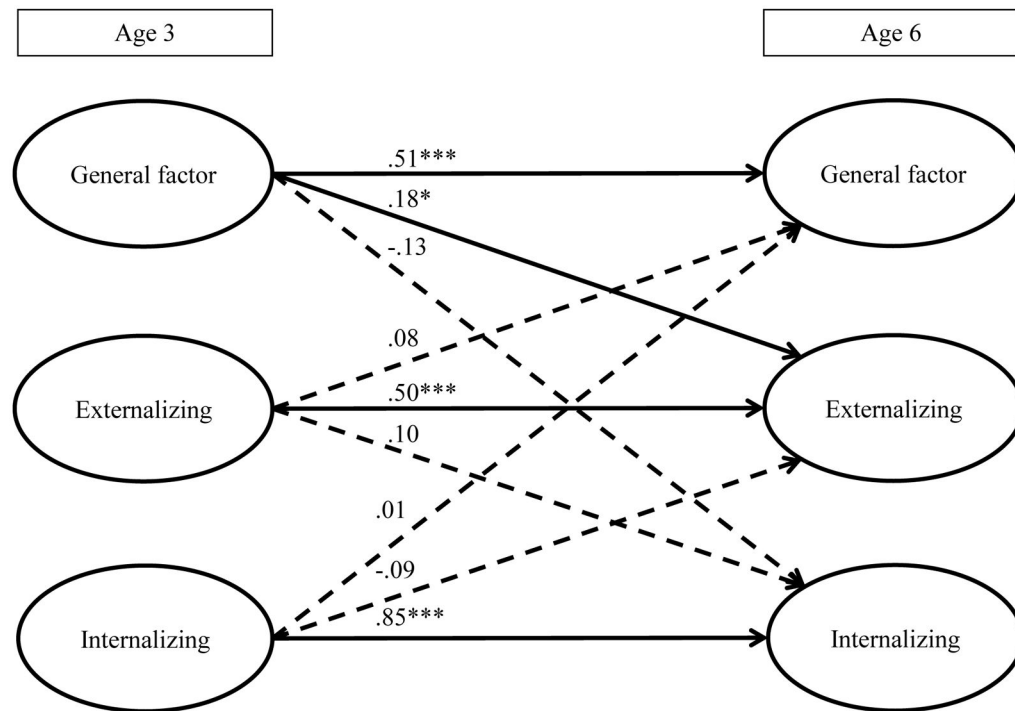 Age 3
Age 6
General factor
.51***
General factor
.18*
-.13
.08
Externalizing
.50***
Externalizing
.10
.01
-.09
Internalizing
.85***
Internalizing